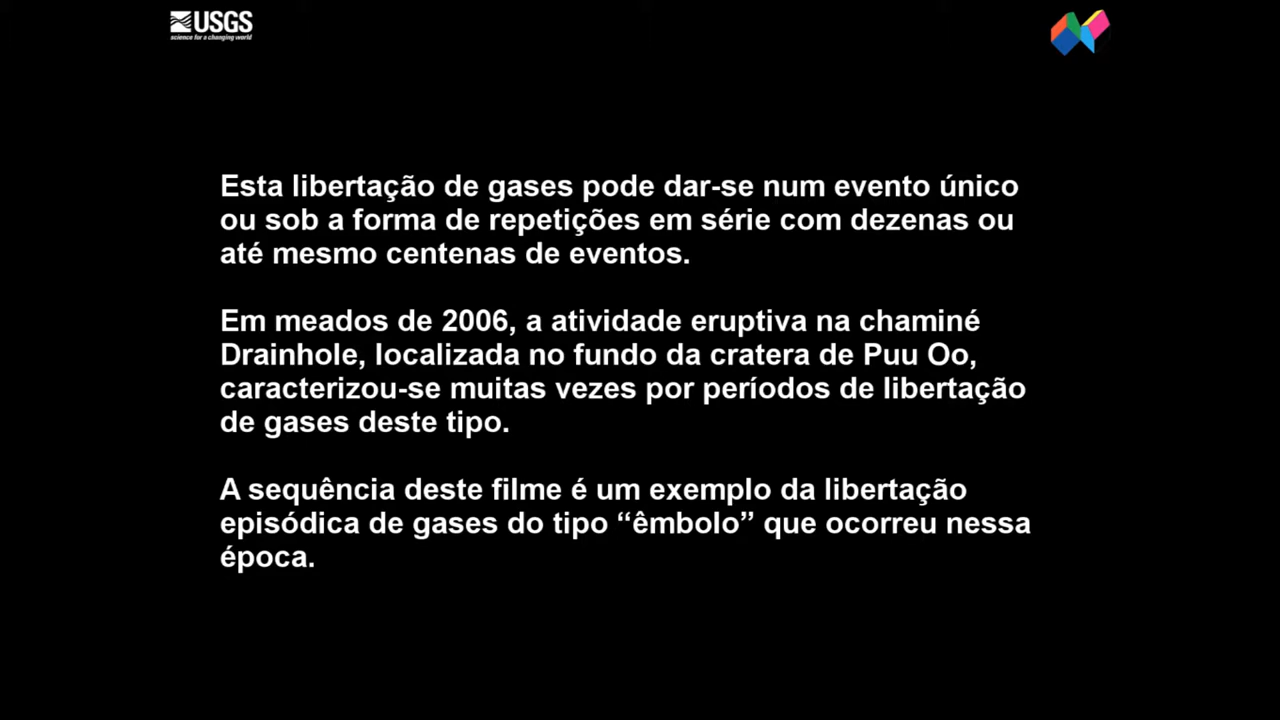 USGS
science for a changing world
Esta libertação de gases pode dar-se num evento único
ou sob a forma de repetições em série com dezenas ou
até mesmo centenas de eventos.
Em meados de 2006, a atividade eruptiva na chaminé
Drainhole, localizada no fundo da cratera de Puu Oo,
caracterizou-se muitas vezes por períodos de libertação
de gases deste tipo.
A sequência deste filme é um exemplo da libertação
episódica de gases do tipo “êmbolo” que ocorreu nessa
época.